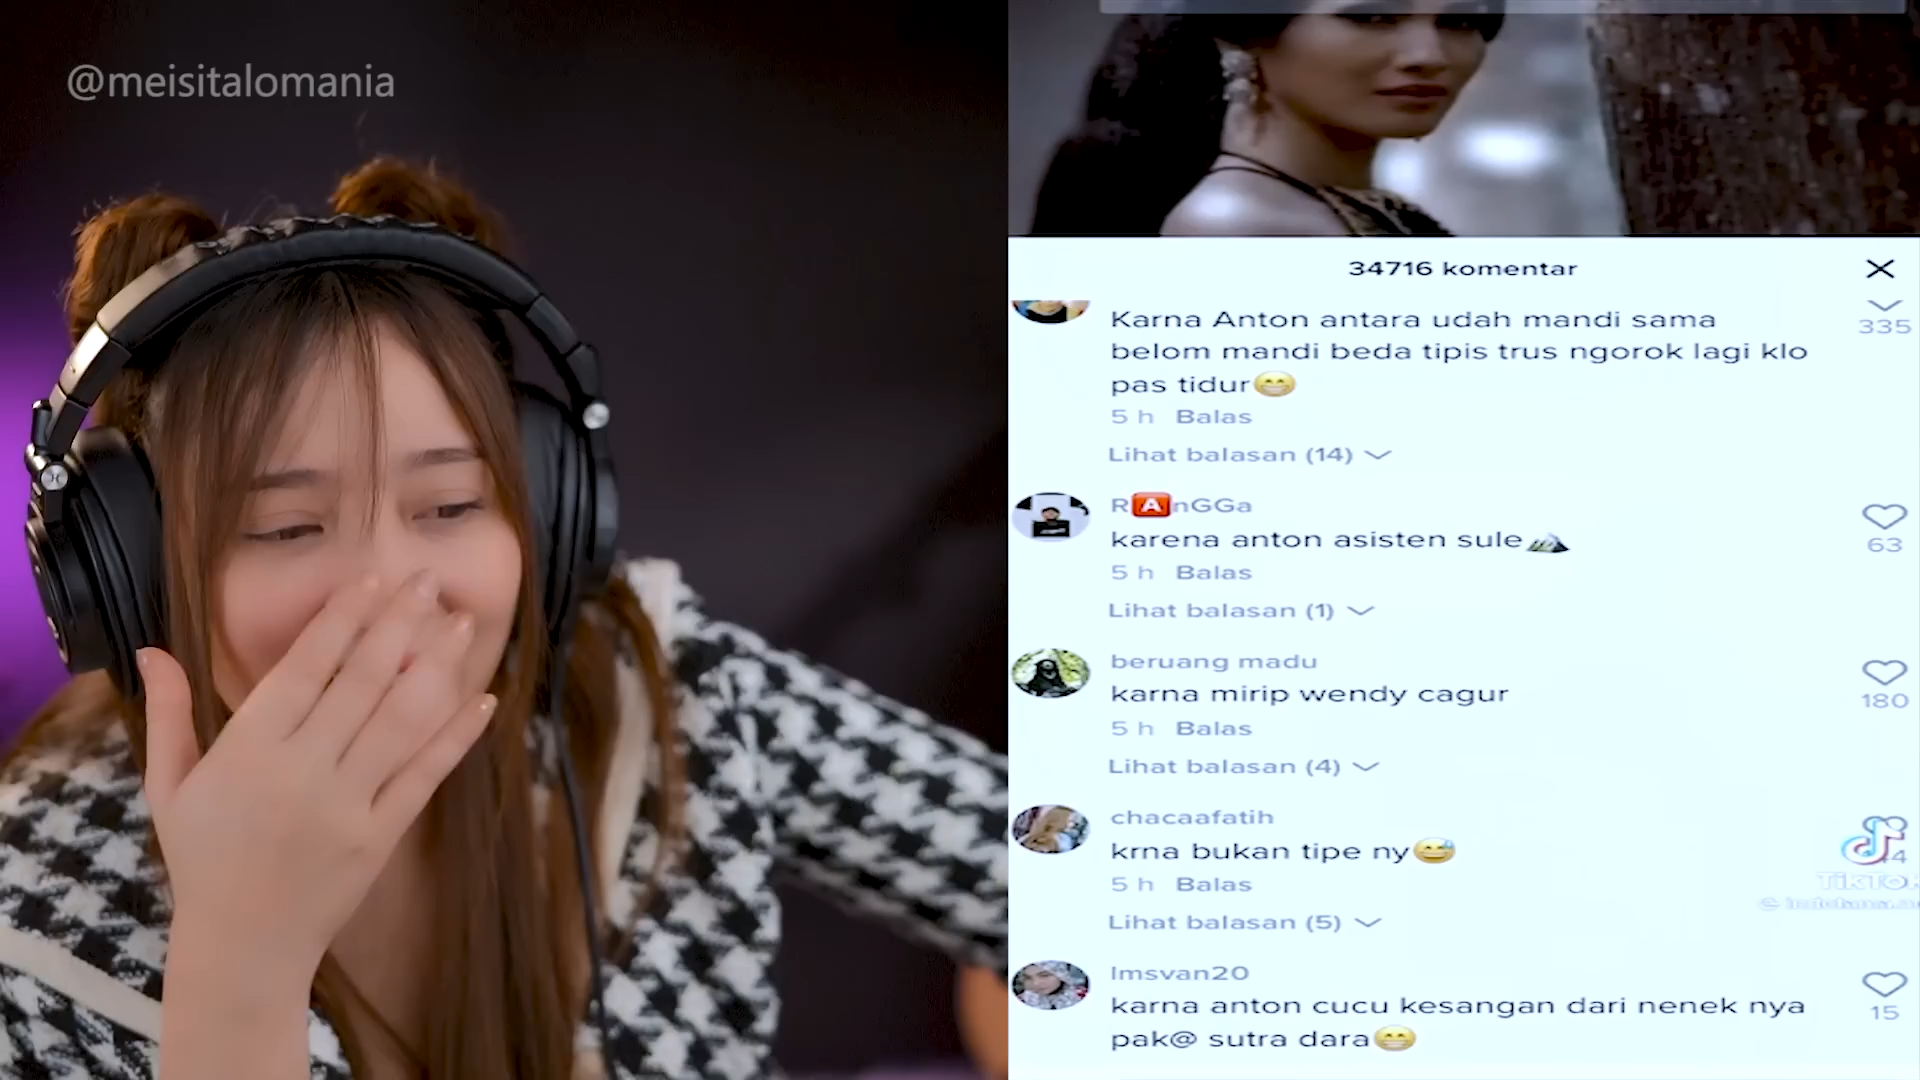 @meisitalomania
34716 komentar
Karna Anton antara udah mandi sama
belom mandi beda tipis trus ngorok lagi klo
pas tidur😁
335
5 h Balas
Lihat balasan (14)
R🅰nGGa
karena anton asisten sule🏔
63
5 h Balas
Lihat balasan (1)
beruang madu
karna mirip wendy cagur
180
5 h Balas
Lihat balasan (4)
chacaafatih
krna bukan tipe ny😅
5 h Balas
TikTok
Lihat balasan (5)
lmsvan20
karna anton cucu kesangan dari nenek nya
15
pak@ sutra dara😁